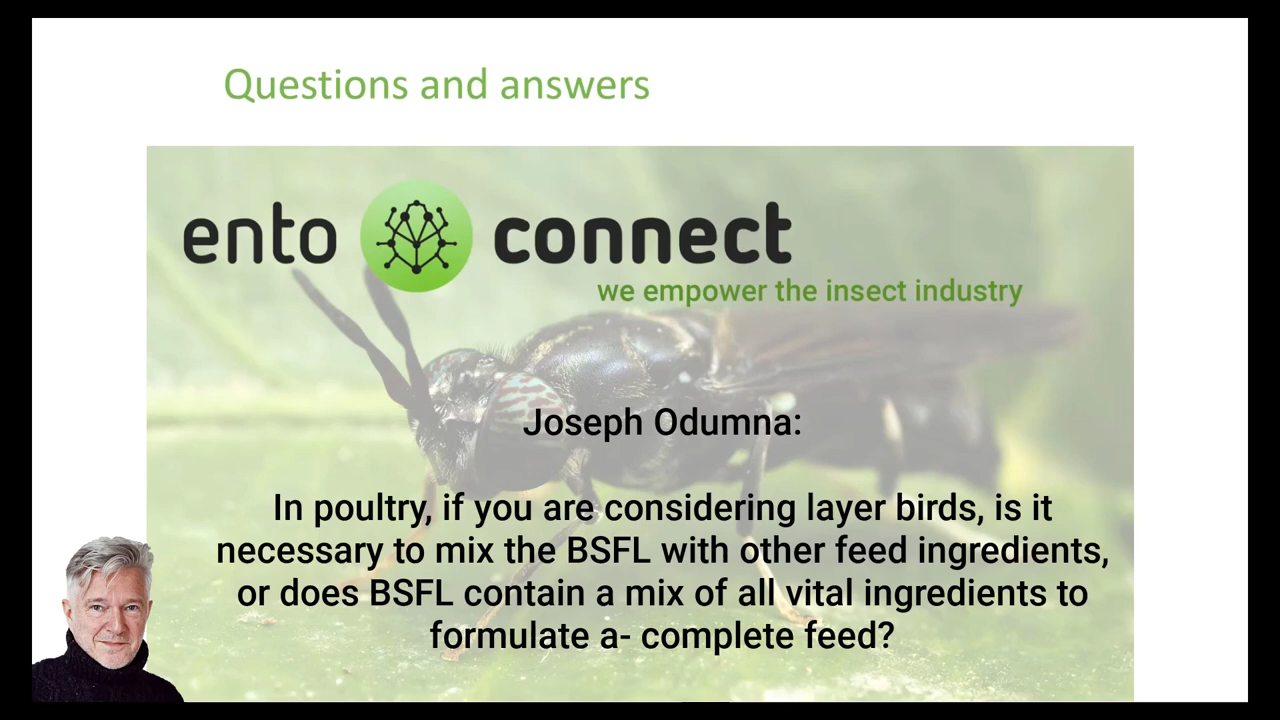 Questions and answers
ento connect
we empower the insect industry
Joseph Odumna:
In poultry, if you are considering layer birds, is it
necessary to mix the BSFL with other feed ingredients,
or does BSFL contain a mix of all vital ingredients to
formulate a- complete feed?